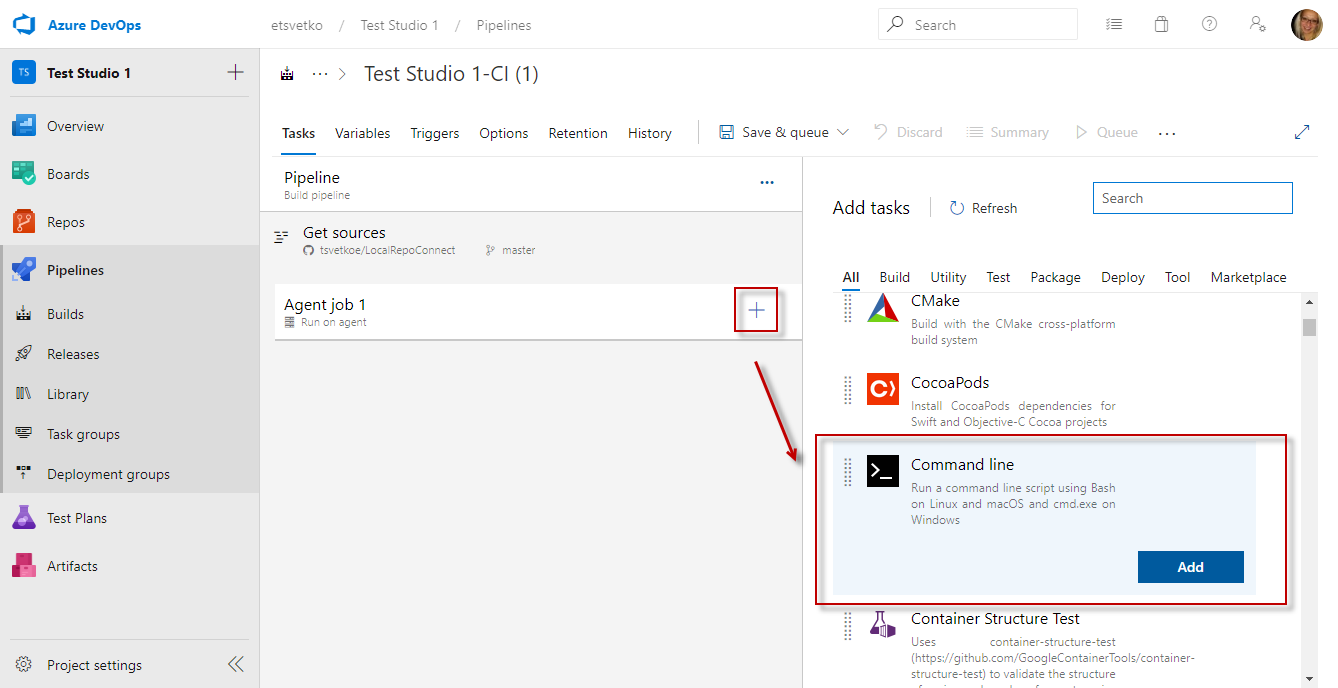 Azure DevOps
etsvetko / Test Studio 1 / Pipelines
Search
TS Test Studio 1
Overview
Boards
Repos
Pipelines
Builds
Releases
Library
Task groups
Deployment groups
Test Plans
Artifacts
Project settings
... > Test Studio 1-CI (1)
Tasks Variables Triggers Options Retention History Save & queue Discard Summary Queue ...
Pipeline ...
Build pipeline
Get sources
tsvetkoe/LocalRepoConnect master
Agent job 1
Run on agent
Add tasks Refresh Search
All Build Utility Test Package Deploy Tool Marketplace
CMake
Build with the CMake cross-platform
build system
CocoaPods
Install CocoaPods dependencies for
Swift and Objective-C Cocoa projects
Command line
Run a command line script using Bash
on Linux and macOS and cmd.exe on
Windows
Add
Container Structure Test
Uses container-structure-test
(https://github.com/GoogleContainerTools/container-
structure-test) to validate the structure